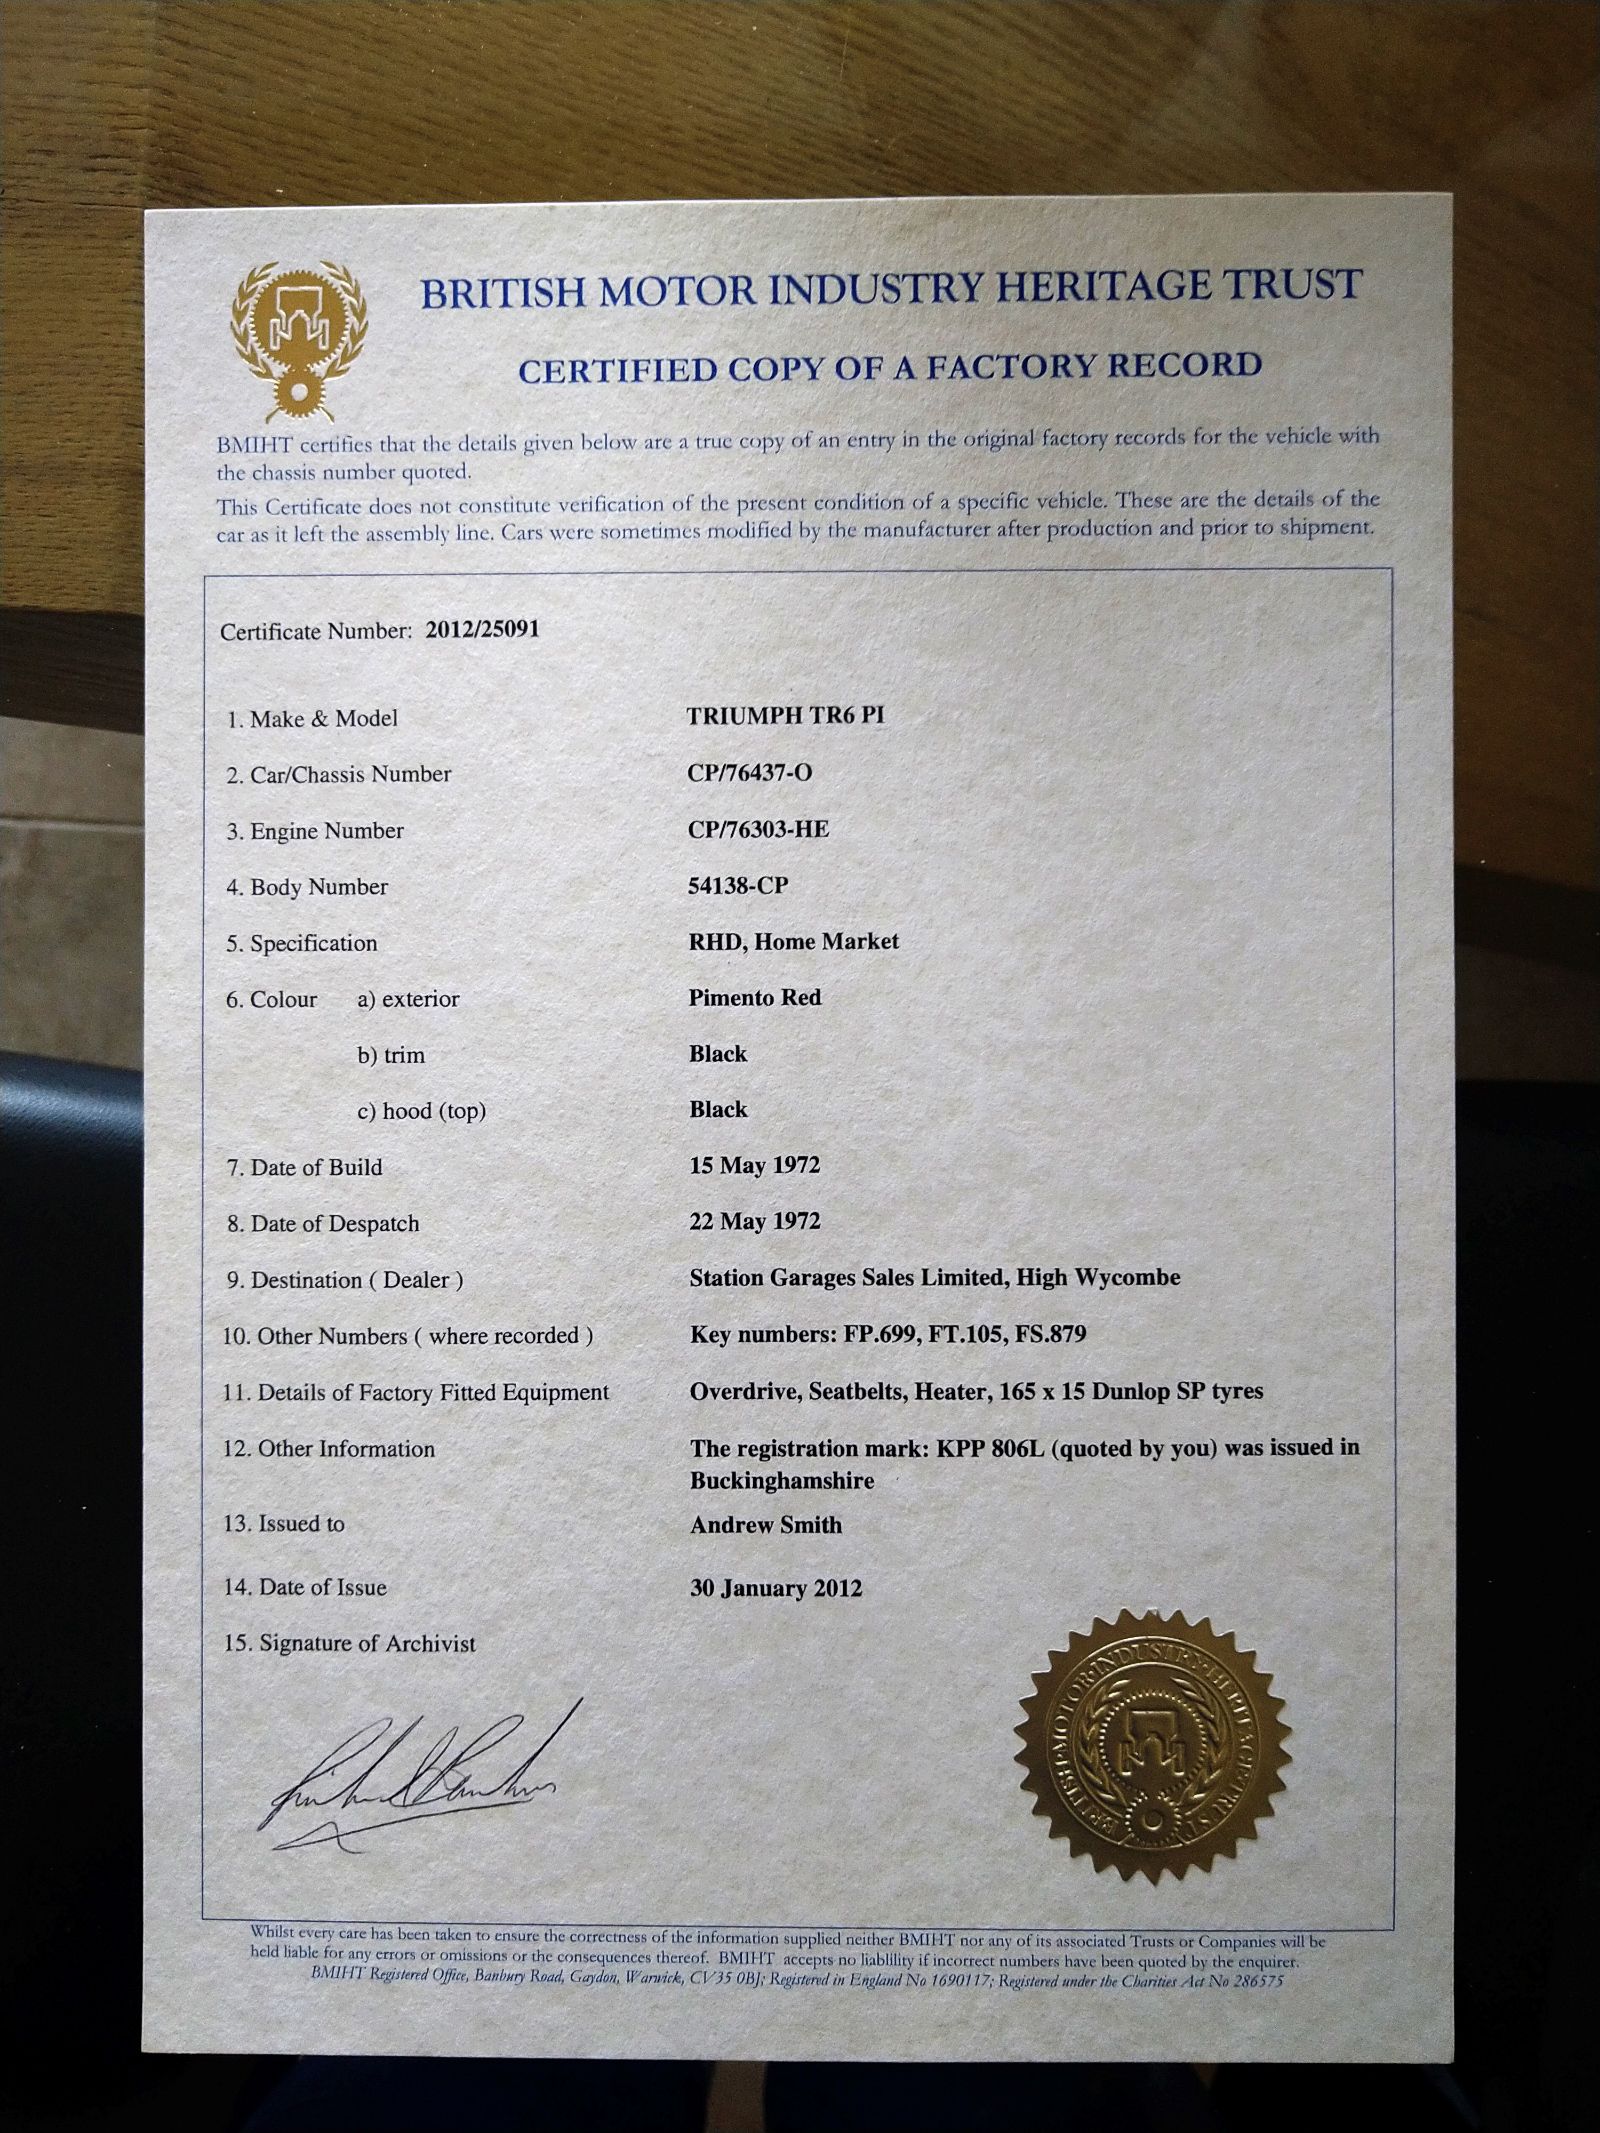 BRITISH MOTOR INDUSTRY HERITAGE TRUST
CERTIFIED COPY OF A FACTORY RECORD
BMIHT certifies that the details given below are a true copy of an entry in the original factory records for the vehicle with
the chassis number quoted.
This Certificate does not constitute verification of the present condition of a specific vehicle. These are the details of the
car as it left the assembly line. Cars were sometimes modified by the manufacturer after production and prior to shipment.
Certificate Number: 2012/25091
1. Make & Model TRIUMPH TR6 PI
2. Car/Chassis Number CP/76437-O
3. Engine Number CP/76303-HE
4. Body Number 54138-CP
5. Specification RHD, Home Market
6. Colour a) exterior Pimento Red
b) trim Black
c) hood (top) Black
7. Date of Build 15 May 1972
8. Date of Despatch 22 May 1972
9. Destination ( Dealer ) Station Garages Sales Limited, High Wycombe
10. Other Numbers ( where recorded ) Key numbers: FP.699, FT.105, FS.879
11. Details of Factory Fitted Equipment Overdrive, Seatbelts, Heater, 165 x 15 Dunlop SP tyres
12. Other Information The registration mark: KPP 806L (quoted by you) was issued in
Buckinghamshire
13. Issued to Andrew Smith
14. Date of Issue 30 January 2012
15. Signature of Archivist
BRITISH·MOTOR·INDUSTRY·HERITAGE·TRUST
Whilst every care has been taken to ensure the correctness of the information supplied neither BMIHT nor any of its associated Trusts or Companies will be
held liable for any errors or omissions or the consequences thereof. BMIHT accepts no liablility if incorrect numbers have been quoted by the enquirer.
BMIHT Registered Office, Banbury Road, Gaydon, Warwick, CV35 0BJ; Registered in England No 1690117; Registered under the Charities Act No 286575